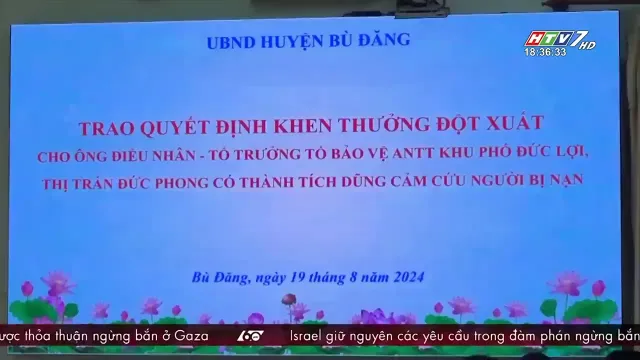 UBND HUYỆN BÙ ĐĂNG
HTV7 HD
18:36:33
TRAO QUYẾT ĐỊNH KHEN THƯỞNG ĐỘT XUẤT
CHO ÔNG ĐIỂU NHÂN - TỔ TRƯỞNG TỔ BẢO VỆ ANTT KHU PHỐ ĐỨC LỢI,
THỊ TRẤN ĐỨC PHONG CÓ THÀNH TÍCH DŨNG CẢM CỨU NGƯỜI BỊ NẠN
Bù Đăng, ngày 19 tháng 8 năm 2024
ược thỏa thuận ngừng bắn ở Gaza 60 Israel giữ nguyên các yêu cầu trong đàm phán ngừng bắn